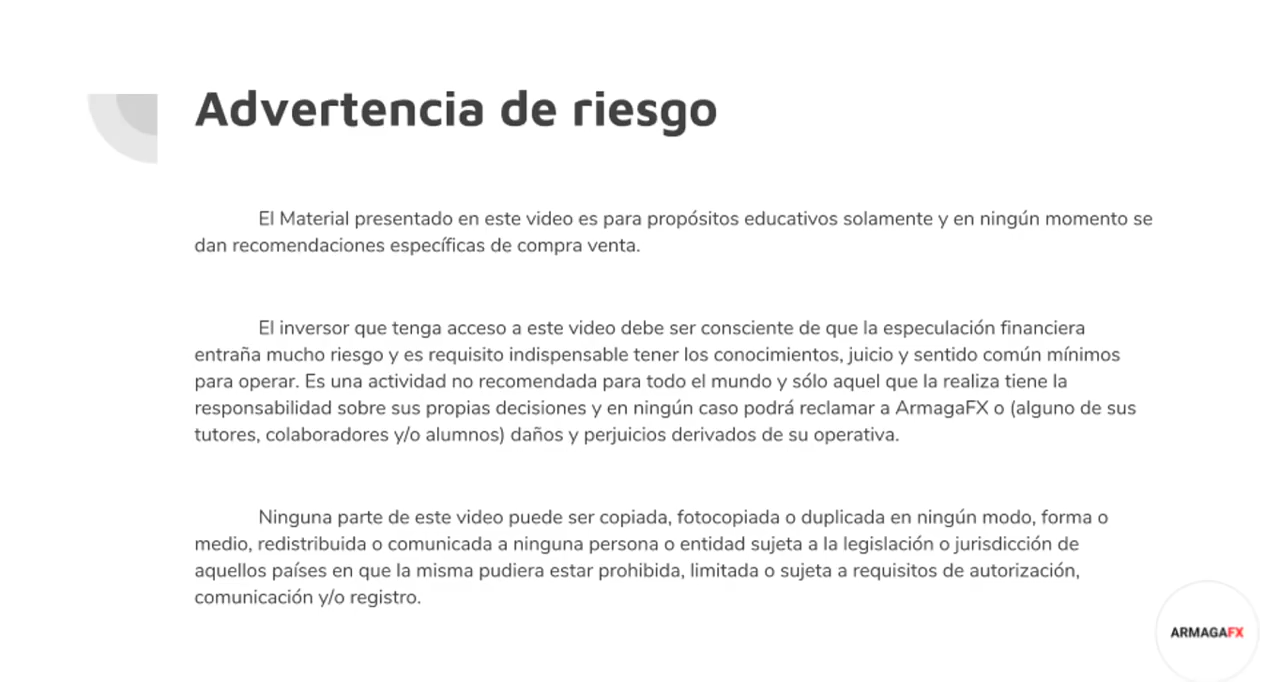 Advertencia de riesgo
El Material presentado en este video es para propósitos educativos solamente y en ningún momento se
dan recomendaciones específicas de compra venta.
El inversor que tenga acceso a este video debe ser consciente de que la especulación financiera
entraña mucho riesgo y es requisito indispensable tener los conocimientos, juicio y sentido común mínimos
para operar. Es una actividad no recomendada para todo el mundo y sólo aquel que la realiza tiene la
responsabilidad sobre sus propias decisiones y en ningún caso podrá reclamar a ArmagaFX o (alguno de sus
tutores, colaboradores y/o alumnos) daños y perjuicios derivados de su operativa.
Ninguna parte de este video puede ser copiada, fotocopiada o duplicada en ningún modo, forma o
medio, redistribuida o comunicada a ninguna persona o entidad sujeta a la legislación o jurisdicción de
aquellos países en que la misma pudiera estar prohibida, limitada o sujeta a requisitos de autorización,
comunicación y/o registro.
ARMAGAFX